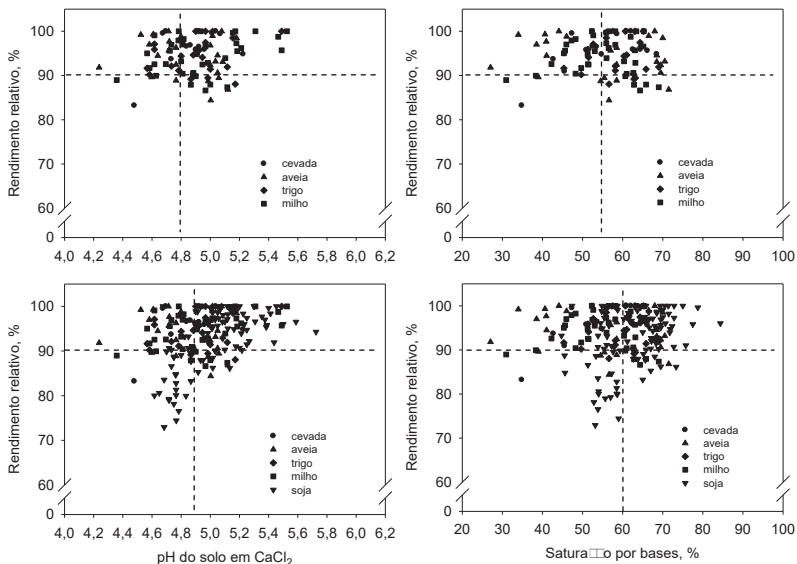 Rendimento relativo, %
100
90
80
70
60
0
cevada
aveia
trigo
milho
4,0 4,2 4,4 4,6 4,8 5,0 5,2 5,4 5,6 5,8 6,0 6,2
Rendimento relativo, %
100
90
80
70
60
0
cevada
aveia
trigo
milho
20 30 40 50 60 70 80 90 100
Rendimento relativo, %
100
90
80
70
60
0
cevada
aveia
trigo
milho
soja
4,0 4,2 4,4 4,6 4,8 5,0 5,2 5,4 5,6 5,8 6,0 6,2
pH do solo em CaCl2
Rendimento relativo, %
100
90
80
70
60
0
cevada
aveia
trigo
milho
soja
20 30 40 50 60 70 80 90 100
Satura□□o por bases, %